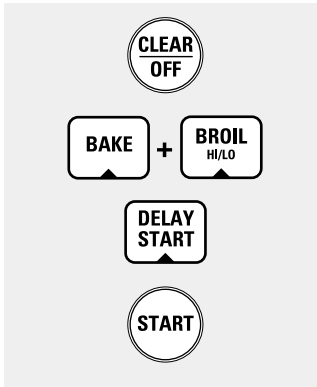 CLEAR
OFF
BAKE + BROIL
HI/LO
DELAY
START
START